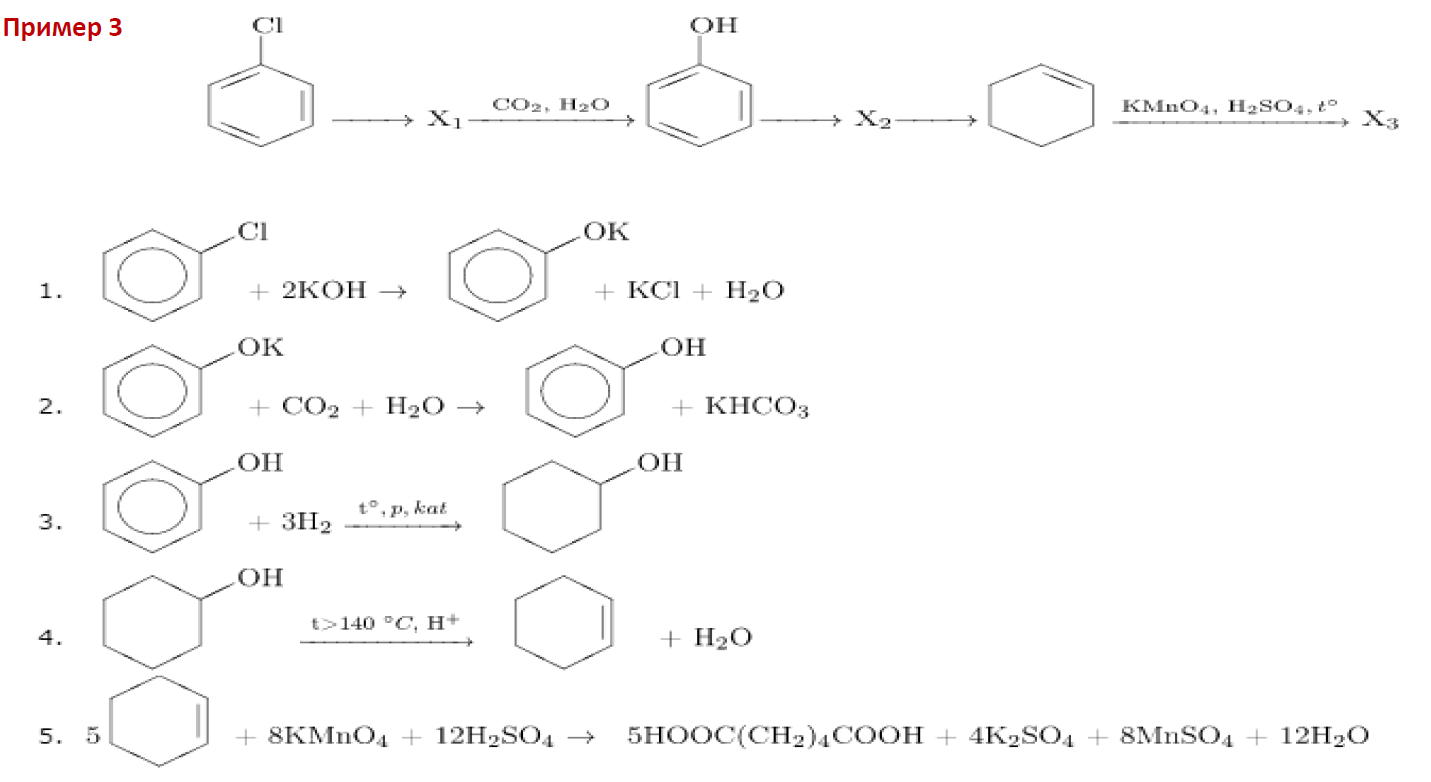 Пример 3
Cl
OH
X₁ CO₂, H₂O X₂ KMnO₄, H₂SO₄, t° X₃
Cl OK
1. + 2KOH → + KCl + H₂O
OK OH
2. + CO₂ + H₂O → + KHCO₃
OH OH
3. + 3H₂ t°, p, kat
OH
4. t>140 °C, H⁺ + H₂O
5. 5 + 8KMnO₄ + 12H₂SO₄ → 5HOOC(CH₂)₄COOH + 4K₂SO₄ + 8MnSO₄ + 12H₂O